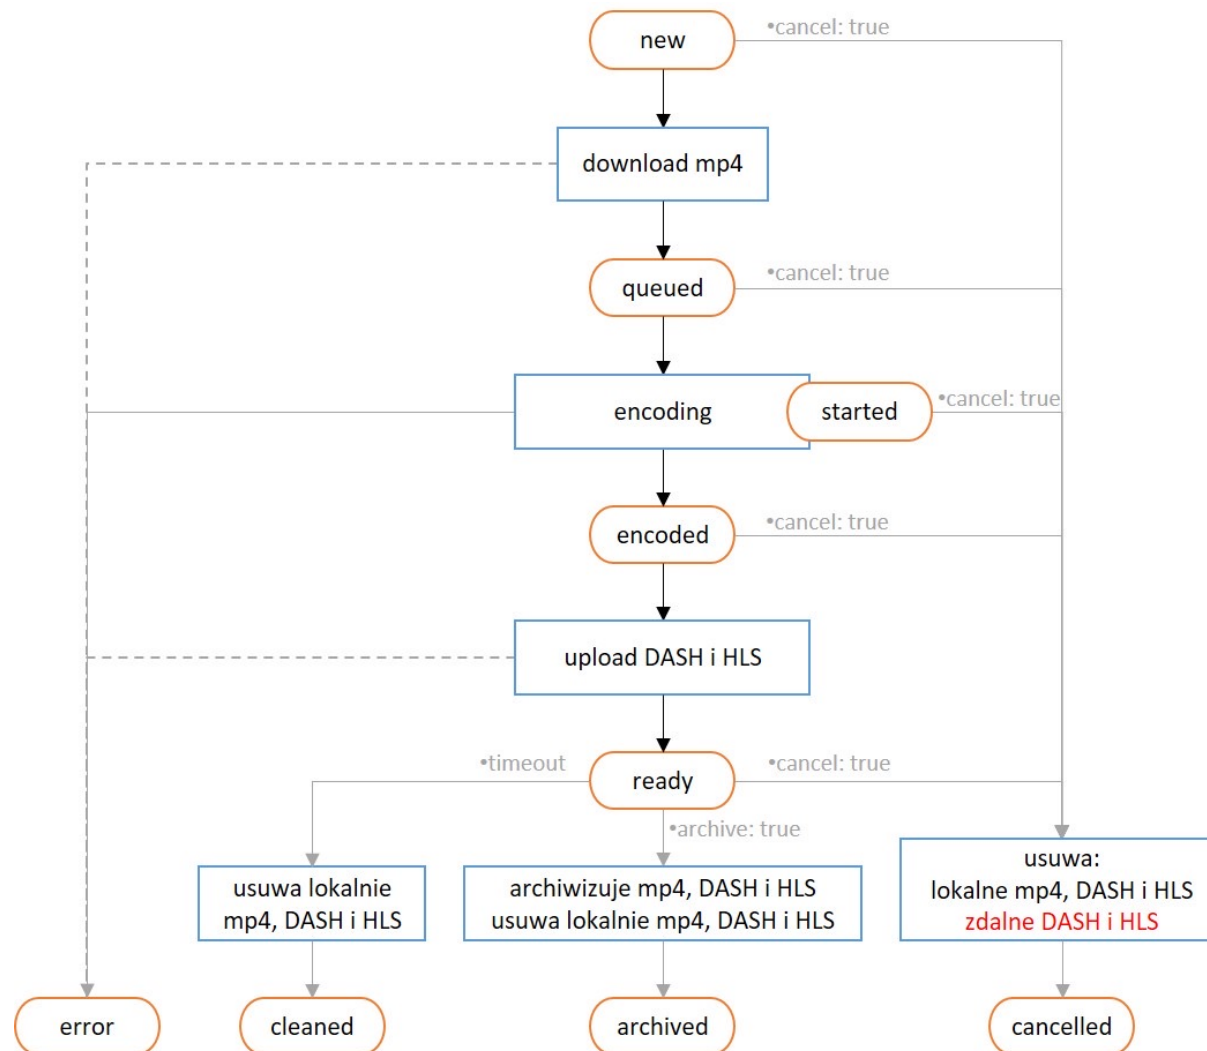 new
•cancel: true
download mp4
queued
•cancel: true
encoding
started
•cancel: true
encoded
•cancel: true
upload DASH i HLS
•timeout
ready
•cancel: true
•archive: true
usuwa lokalnie
mp4, DASH i HLS
archiwizuje mp4, DASH i HLS
usuwa lokalnie mp4, DASH i HLS
usuwa:
lokalne mp4, DASH i HLS
zdalne DASH i HLS
error
cleaned
archived
cancelled